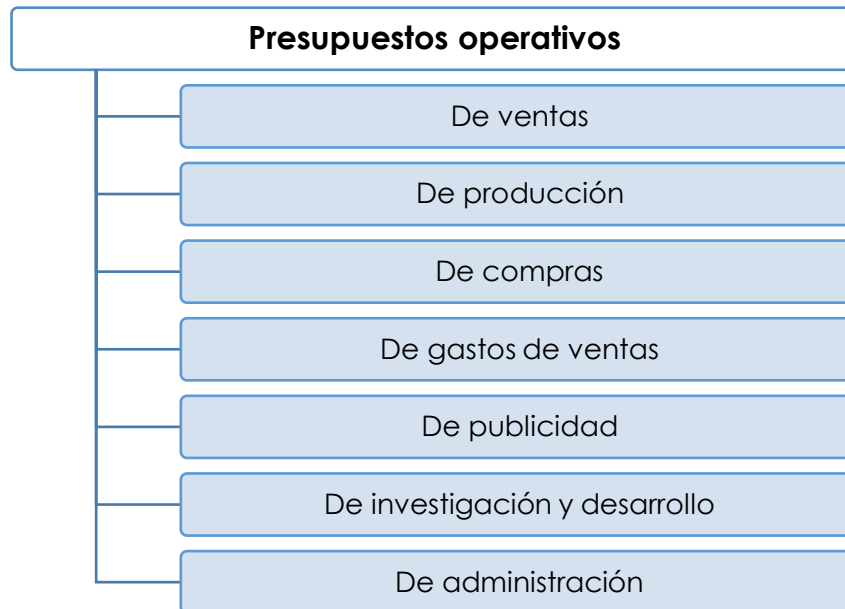 Presupuestos operativos
De ventas
De producción
De compras
De gastos de ventas
De publicidad
De investigación y desarrollo
De administración